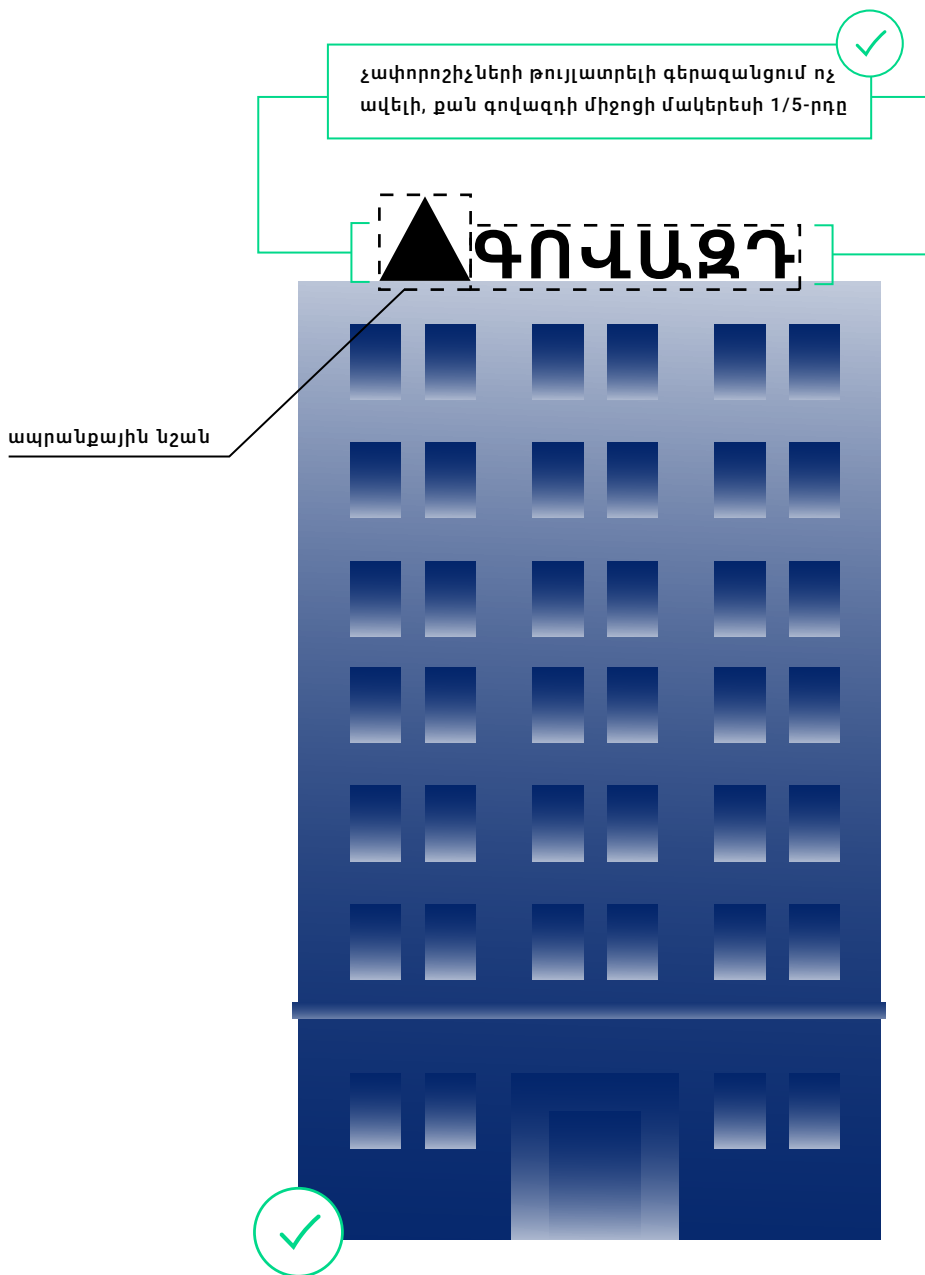 չափորոշիչների թույլատրելի գերազանցում ոչ
ավելի, քան գովազդի միջոցի մակերեսի 1/5-րդը
ԳՈՎԱԶԴ
ապրանքային նշան